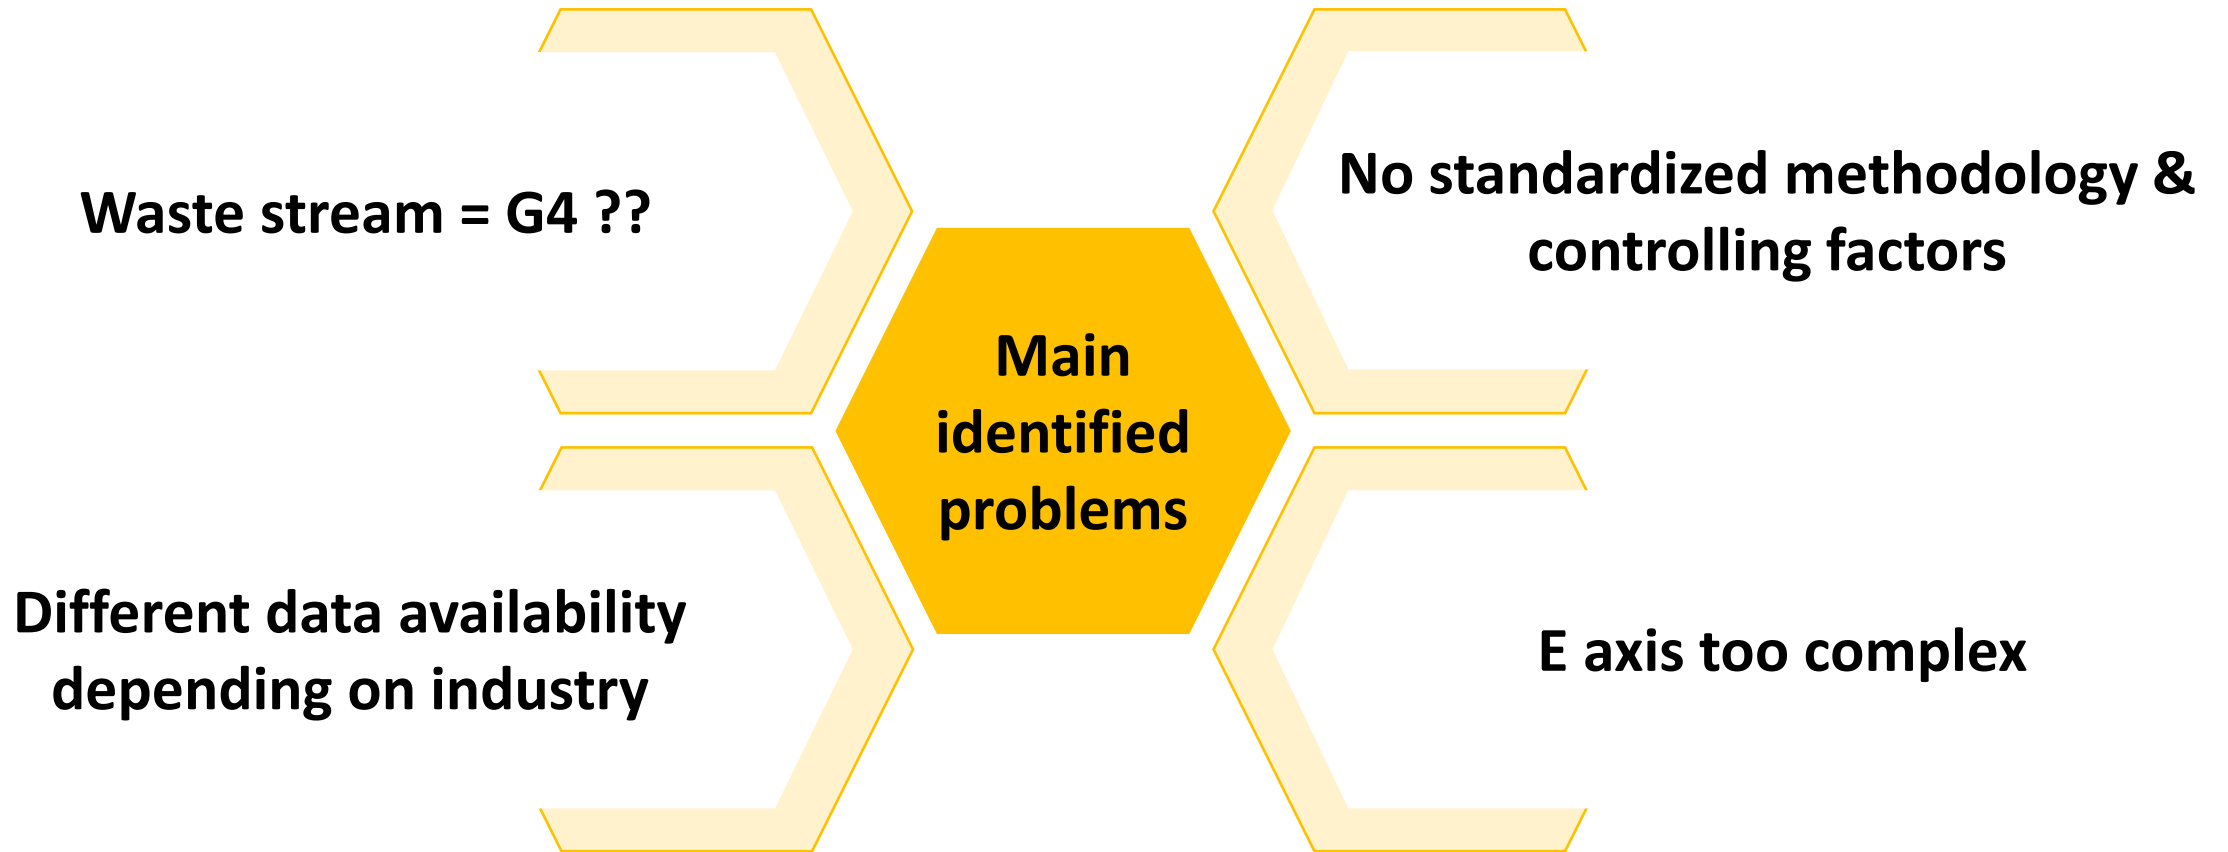 Waste stream = G4 ??
No standardized methodology &
controlling factors
Main
identified
problems
Different data availability
depending on industry
E axis too complex